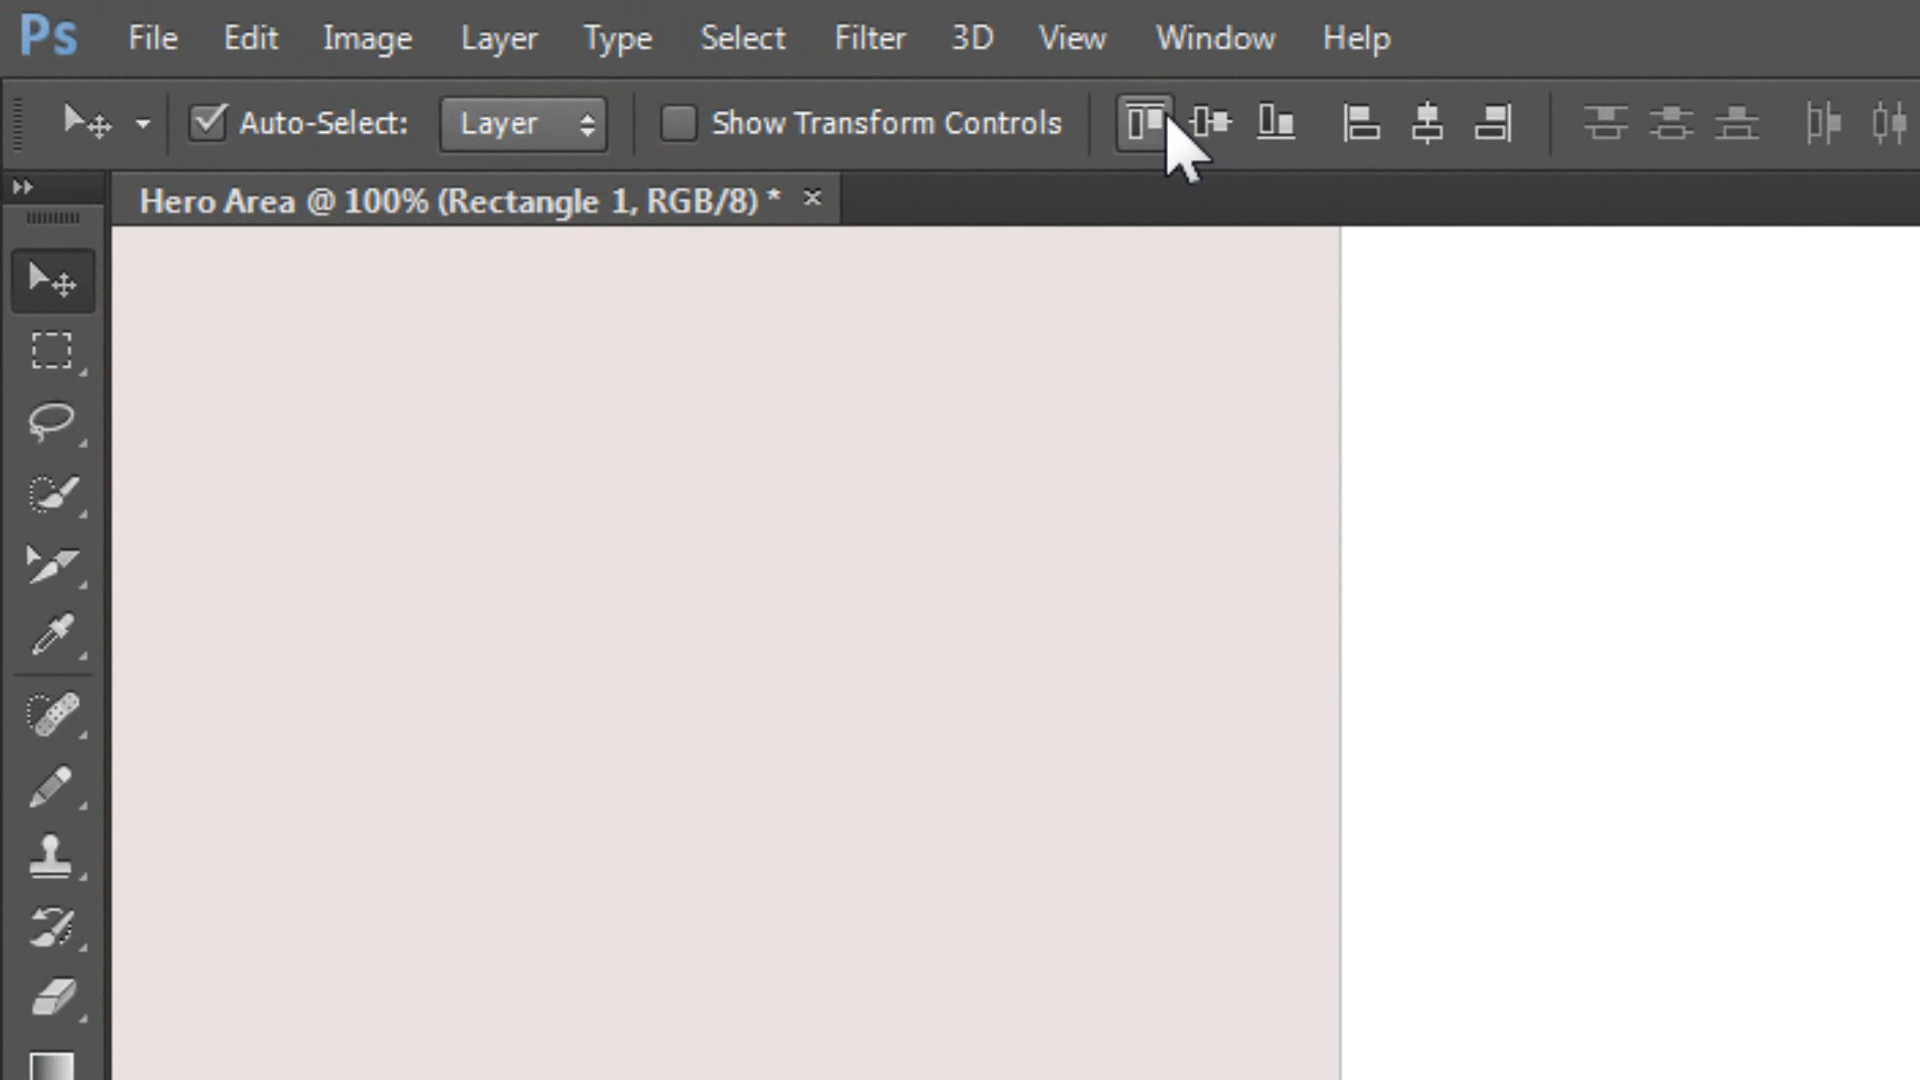 Ps File Edit Image Layer Type Select Filter 3D View Window Help
Auto-Select: Layer Show Transform Controls
Hero Area @ 100% (Rectangle 1, RGB/8) * ×